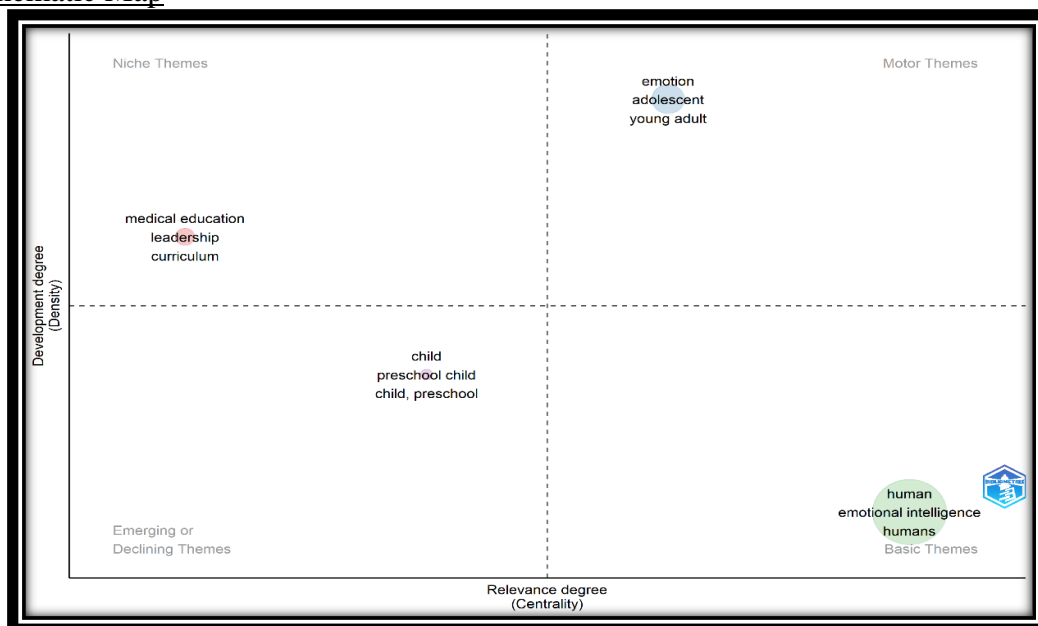 Niche Themes
Motor Themes
emotion
adolescent
young adult
medical education
leadership
curriculum
Development degree
(Density)
child
preschool child
child, preschool
human
emotional intelligence
humans
Emerging or
Declining Themes
Basic Themes
Relevance degree
(Centrality)